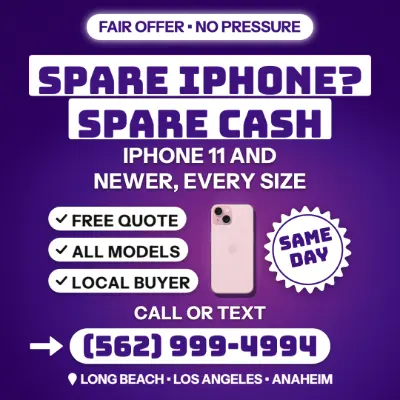 FAIR OFFER • NO PRESSURE
SPARE IPHONE?
SPARE CASH
IPHONE 11 AND
NEWER, EVERY SIZE
✓ FREE QUOTE
✓ ALL MODELS
✓ LOCAL BUYER
SAME
DAY
CALL OR TEXT
(562) 999-4994
LONG BEACH • LOS ANGELES • ANAHEIM